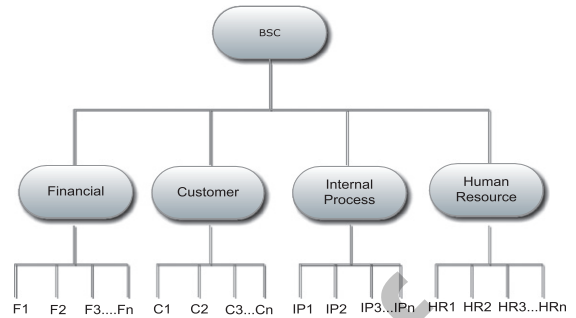 BSC
Financial
Customer
Internal
Process
Human
Resource
F1 F2 F3....Fn C1 C2 C3...Cn IP1 IP2 IP3...IPn HR1 HR2 HR3...HRn